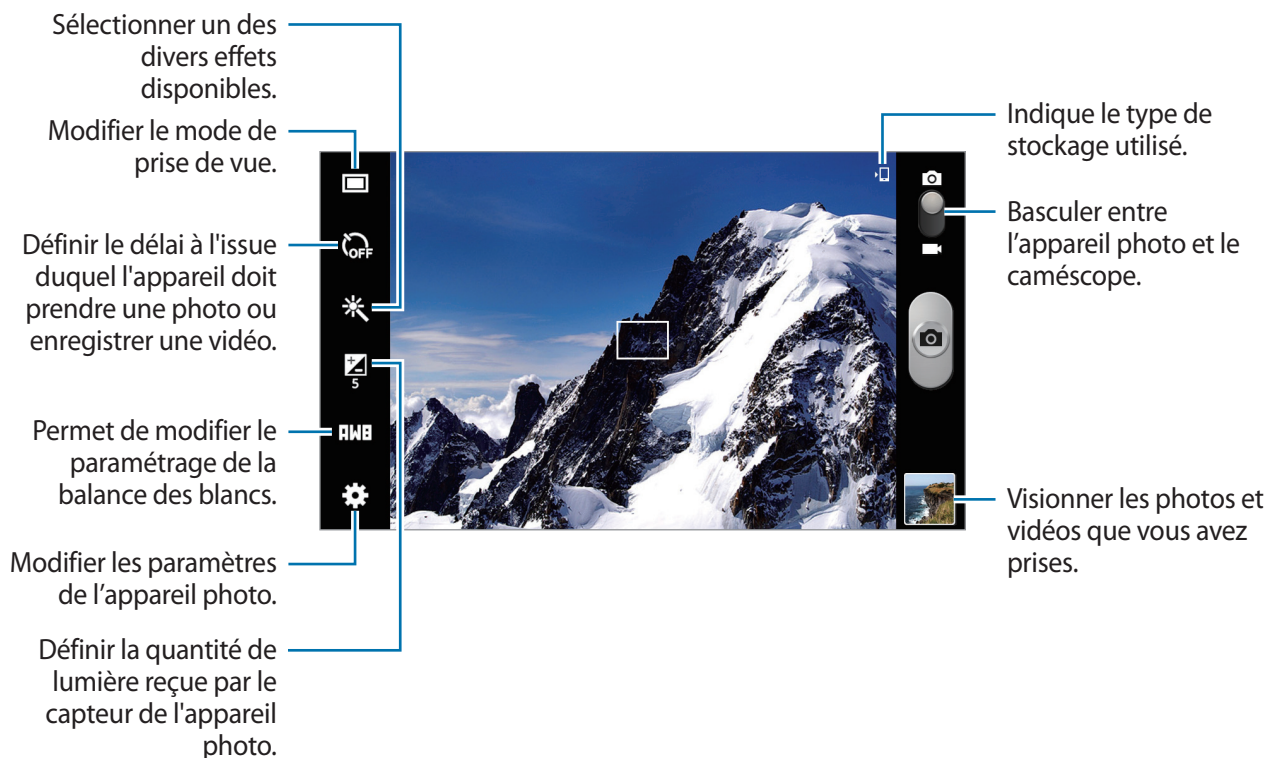 Sélectionner un des
divers effets
disponibles.
Modifier le mode de
prise de vue.
Définir le délai à l'issue
duquel l'appareil doit
prendre une photo ou
enregistrer une vidéo.
Permet de modifier le
paramétrage de la
balance des blancs.
Modifier les paramètres
de l’appareil photo.
Définir la quantité de
lumière reçue par le
capteur de l'appareil
photo.
OFF
5
AWB
Indique le type de
stockage utilisé.
Basculer entre
l’appareil photo et le
caméscope.
Visionner les photos et
vidéos que vous avez
prises.